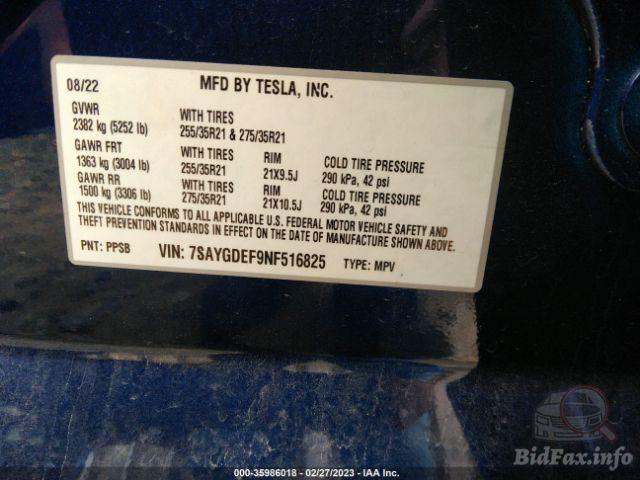 08/22 MFD BY TESLA, INC.
GVWR WITH TIRES
2382 kg (5252 lb) 255/35R21 & 275/35R21
GAWR FRT WITH TIRES RIM COLD TIRE PRESSURE
1363 kg (3004 lb) 255/35R21 21X9.5J 290 kPa, 42 psi
GAWR RR WITH TIRES RIM COLD TIRE PRESSURE
1500 kg (3306 lb) 275/35R21 21X10.5J 290 kPa, 42 psi
THIS VEHICLE CONFORMS TO ALL APPLICABLE U.S. FEDERAL MOTOR VEHICLE SAFETY AND
THEFT PREVENTION STANDARDS IN EFFECT ON THE DATE OF MANUFACTURE SHOWN ABOVE.
PNT: PPSB VIN: 7SAYGDEF9NF516825 TYPE: MPV
BidFax.info
000-35986018 - 02/27/2023 - IAA Inc.